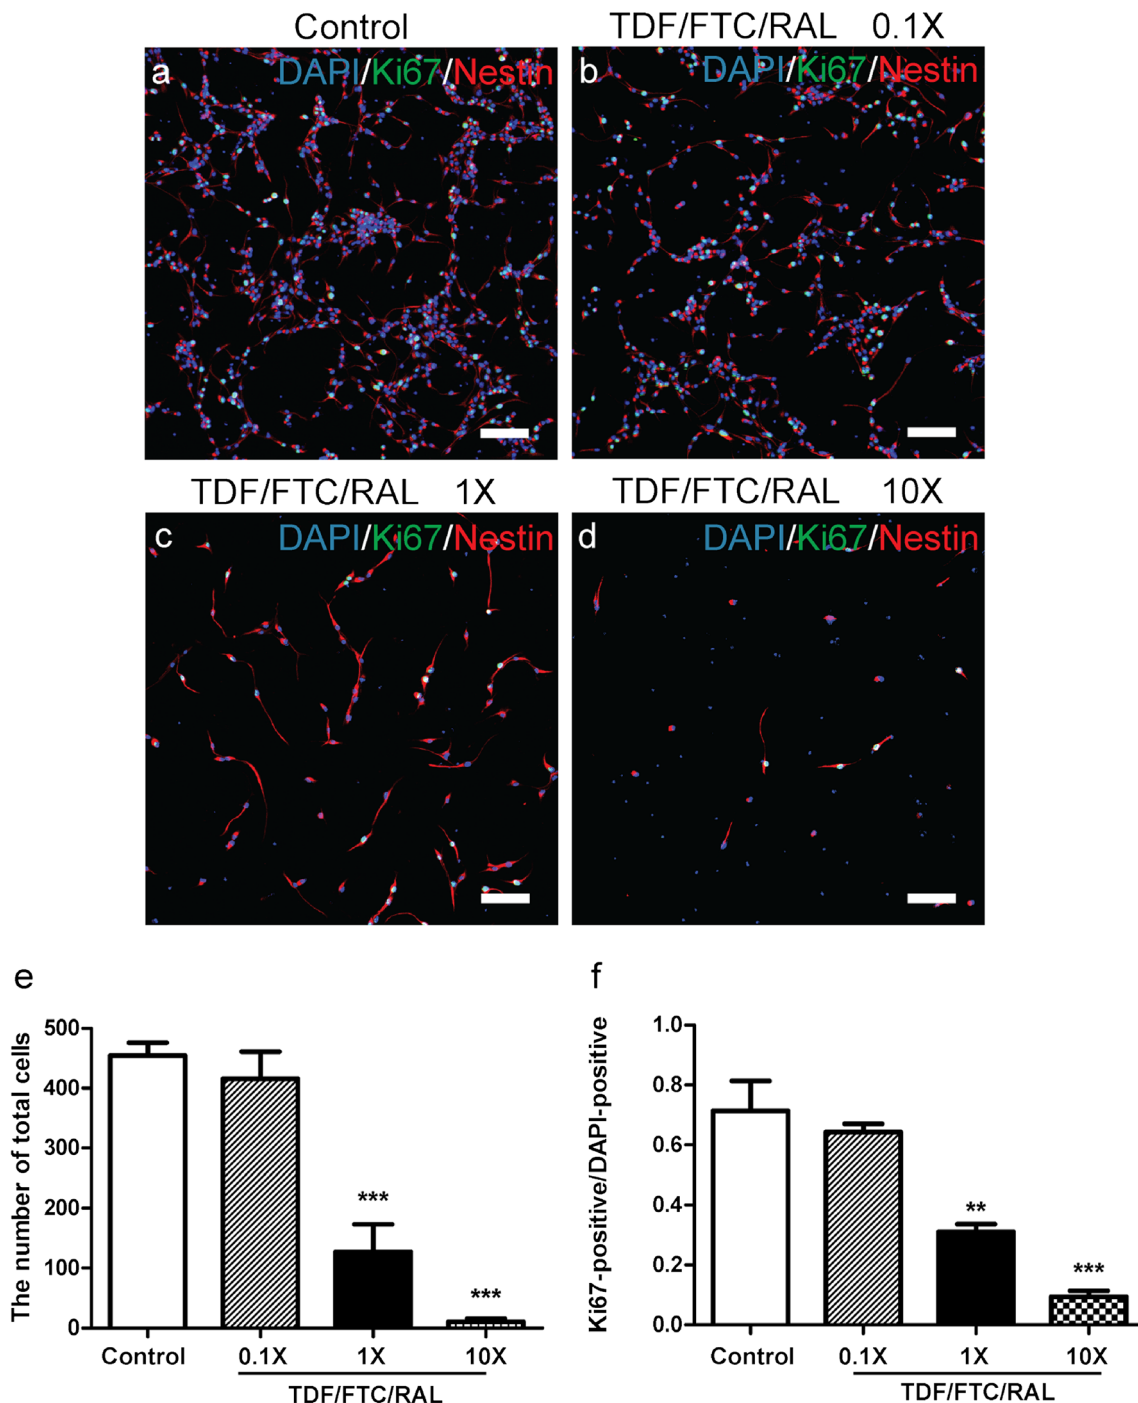 Control
TDF/FTC/RAL 0.1X
a
DAPI/Ki67/Nestin
b
DAPI/Ki67/Nestin
TDF/FTC/RAL 1X
TDF/FTC/RAL 10X
c
DAPI/Ki67/Nestin
d
DAPI/Ki67/Nestin
e
The number of total cells
500
400
300
200
100
0
***
***
Control
0.1X
1X
10X
TDF/FTC/RAL
f
Ki67-positive/DAPI-positive
1.0
0.8
0.6
0.4
0.2
0.0
**
***
Control
0.1X
1X
10X
TDF/FTC/RAL